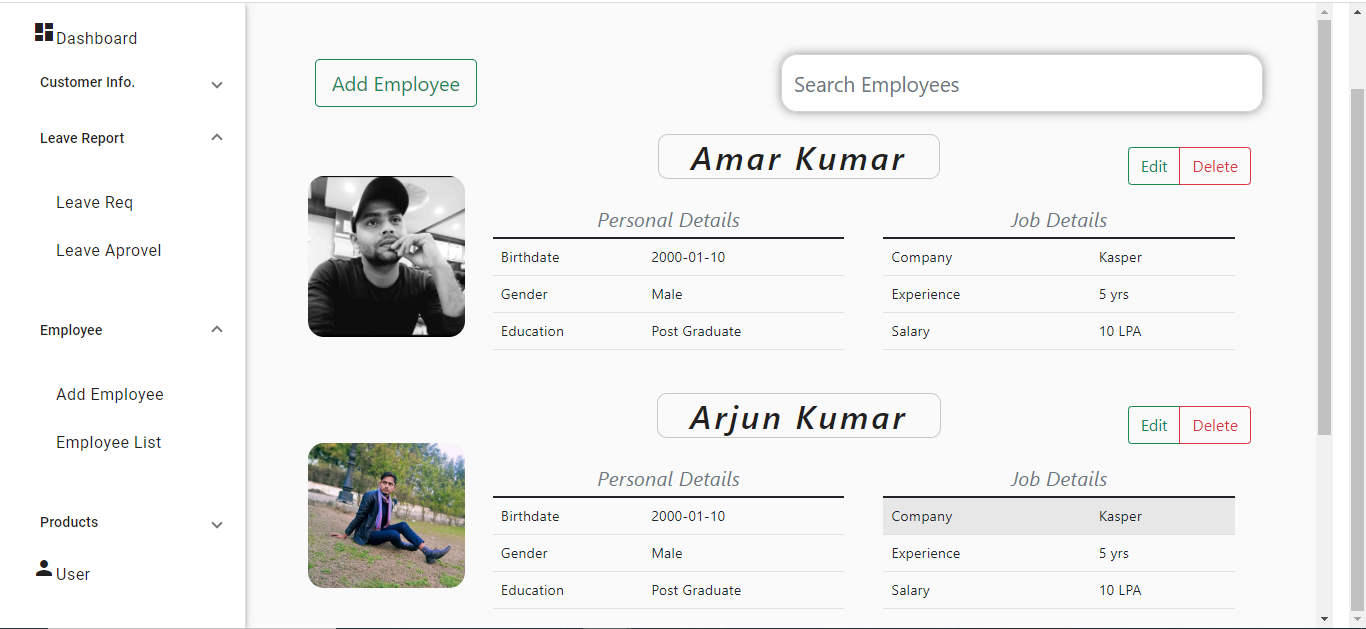 Dashboard
Customer Info.
Leave Report
Leave Req
Leave Aprovel
Employee
Add Employee
Employee List
Products
User
Add Employee
Search Employees
Amar Kumar
Edit Delete
Personal Details
Birthdate 2000-01-10
Gender Male
Education Post Graduate
Job Details
Company Kasper
Experience 5 yrs
Salary 10 LPA
Arjun Kumar
Edit Delete
Personal Details
Birthdate 2000-01-10
Gender Male
Education Post Graduate
Job Details
Company Kasper
Experience 5 yrs
Salary 10 LPA